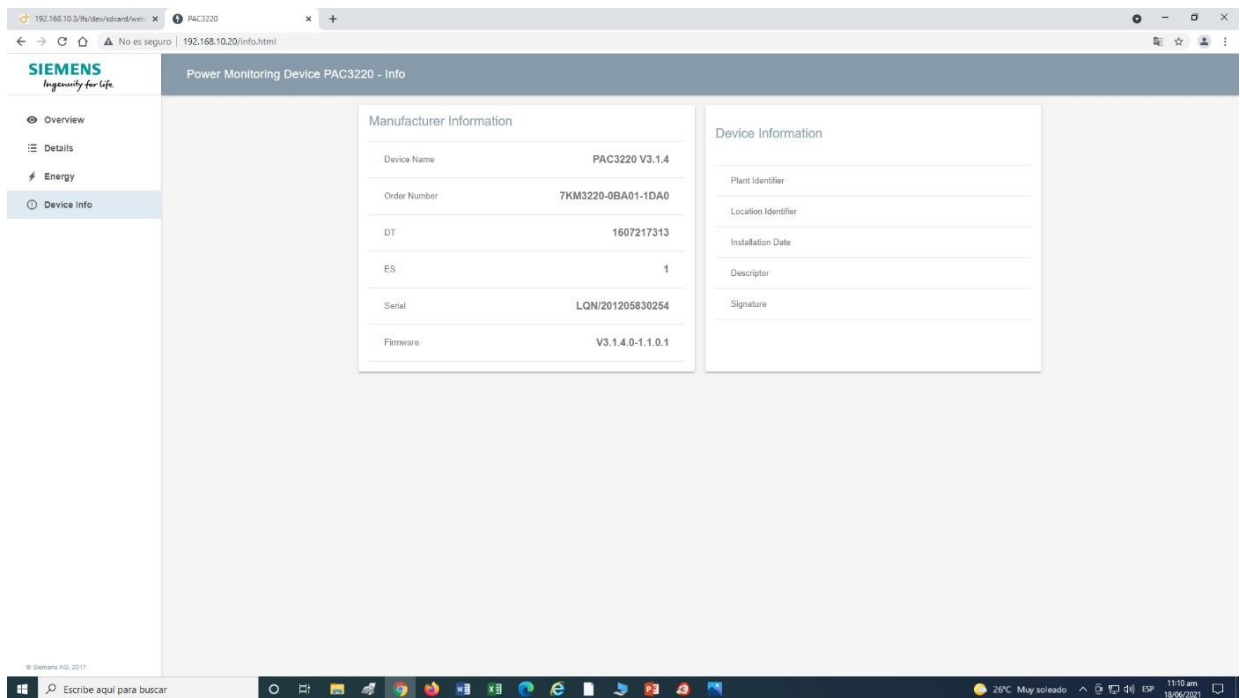 192.168.10.3/lfs/dev/sdcard/web
PAC3220
No es seguro | 192.168.10.20/info.html
SIEMENS
Ingenuity for life
Power Monitoring Device PAC3220 - Info
Overview
Details
Energy
Device Info
Manufacturer Information
Device Name PAC3220 V3.1.4
Order Number 7KM3220-0BA01-1DA0
DT 1607217313
ES 1
Serial LQN/201205830254
Firmware V3.1.4.0-1.1.0.1
Device Information
Plant Identifier
Location Identifier
Installation Date
Descriptor
Signature
© Siemens AG, 2017
Escribe aquí para buscar
26°C Muy soleado
ESP
11:10 am
18/06/2021